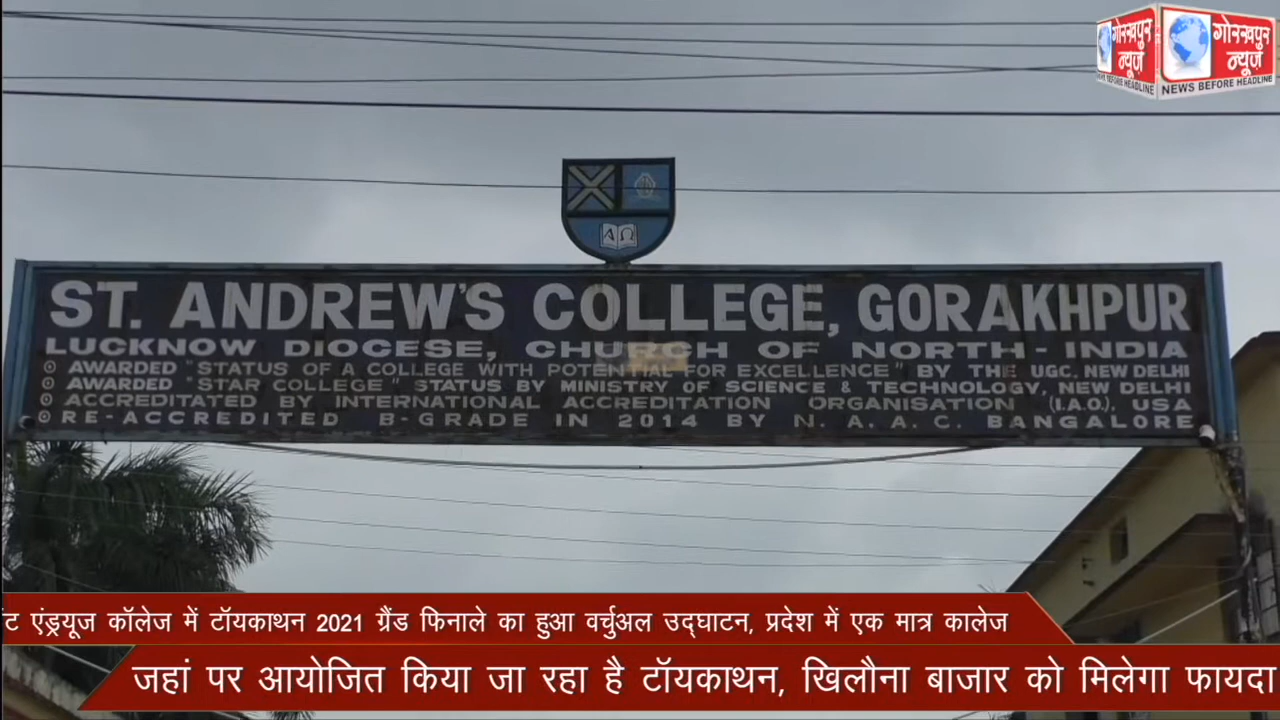 गोरखपुर
न्यूज़
NEWS BEFORE HEADLINE
गोरखपुर
न्यूज़
NEWS BEFORE HEADLINE
Α Ω
ST. ANDREW'S COLLEGE, GORAKHPUR
LUCKNOW DIOCESE, CHURCH OF NORTH-INDIA
AWARDED "STATUS OF A COLLEGE WITH POTENTIAL FOR EXCELLENCE" BY THE UGC. NEW DELHI
AWARDED "STAR COLLEGE" STATUS BY MINISTRY OF SCIENCE & TECHNOLOGY, NEW DELHI
ACCREDITATED BY INTERNATIONAL ACCREDITATION ORGANISATION (I.A.O.). USA
RE-ACCREDITED B-GRADE IN 2014 BY N. A. A. C. BANGALORE
एंड्रयूज कॉलेज में टॉयकाथन 2021 ग्रैंड फिनाले का हुआ वर्चुअल उद्घाटन, प्रदेश में एक मात्र कालेज
जहां पर आयोजित किया जा रहा है टॉयकाथन, खिलौना बाजार को मिलेगा फायदा